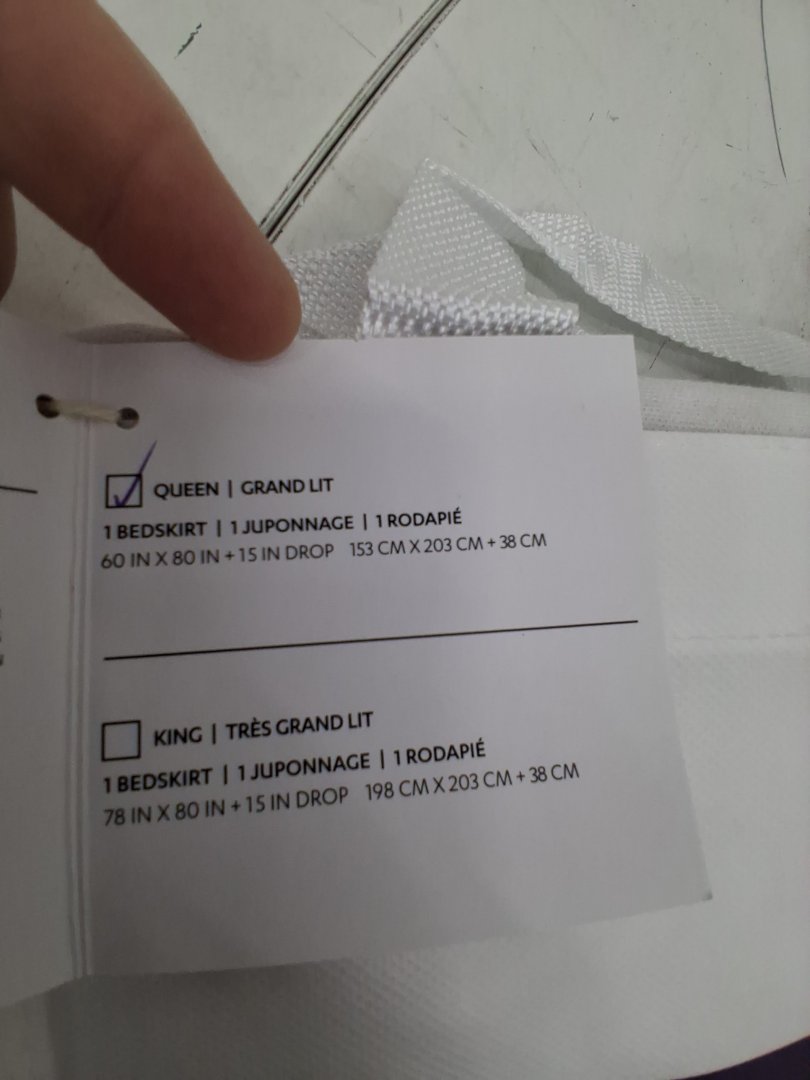 QUEEN | GRAND LIT
1 BEDSKIRT | 1 JUPONNAGE | 1 RODAPIÉ
60 IN X 80 IN + 15 IN DROP 153 CM X 203 CM + 38 CM
KING | TRÈS GRAND LIT
1 BEDSKIRT | 1 JUPONNAGE | 1 RODAPIÉ
78 IN X 80 IN + 15 IN DROP 198 CM X 203 CM + 38 CM